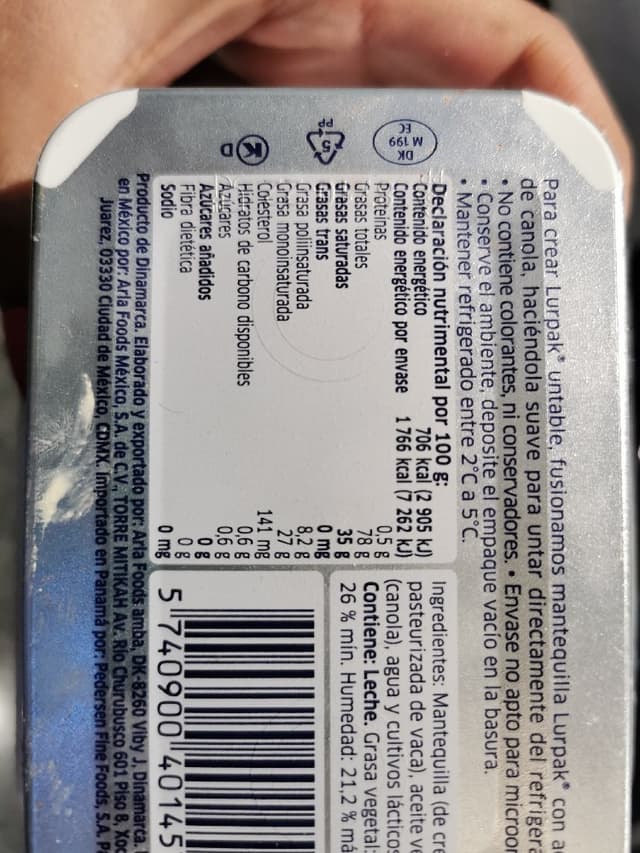 Para crear Lurpak® untable, fusionamos mantequilla Lurpak® con
de canola, haciéndola suave para untar directamente del
• No contiene colorantes, ni conservadores. • Envase no apto para
• Conserve el ambiente, deposite el empaque vacío en la basura.
• Mantener refrigerado entre 2°C a 5°C.
DK
M 199
EC
5
PP
D
Declaración nutrimental por 100 g:
Contenido energético 706 kcal (2 905 kJ)
Contenido energético por envase 1 766 kcal (7 262 kJ)
Proteínas 0,5 g
Grasas totales 78 g
Grasas saturadas 35 g
Grasas trans 0 mg
Grasa poliinsaturada 8,2 g
Grasa monoinsaturada 27 g
Colesterol 141 mg
Hidratos de carbono disponibles 0,6 g
Azúcares 0,6 g
Azúcares añadidos 0 g
Fibra dietética 0 g
Sodio 0 mg
Ingredientes: Mantequilla (de
pasteurizada de vaca), aceite
(canola), agua y cultivos lácticos
Contiene: Leche. Grasa vegetal:
26 % mín. Humedad: 21.2 %
5 740900 40145
Producto de Dinamarca. Elaborado y exportado por: Arla Foods amba, DK-8260 Viby J, Dinamarca.
en México por: Arla Foods México, S.A. de C.V. TORRE MITIKAH Av. Río Churubusco 601 Piso 8,
Juarez, 03330 Ciudad de México, CDMX. Importado en Panamá por: Pedersen Fine Foods, S.A.